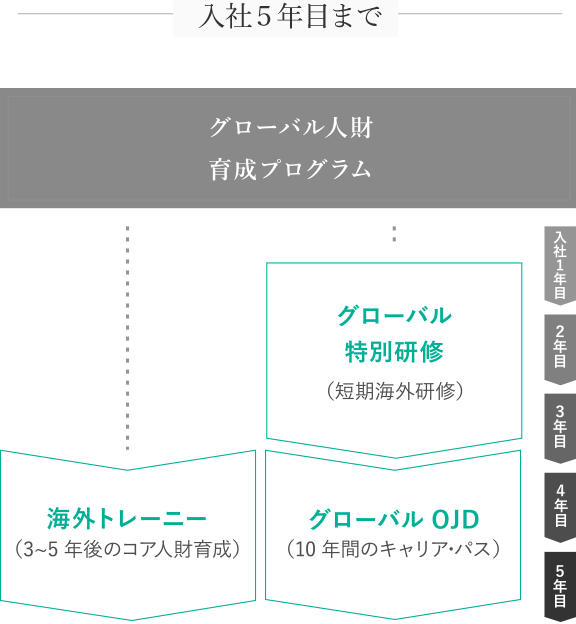 入社5年目まで
グローバル人財
育成プログラム
入社1年目
グローバル
特別研修
（短期海外研修）
2年目
3年目
海外トレーニー
（3~5 年後のコア人財育成）
グローバル OJD
（10 年間のキャリア・パス）
4年目
5年目